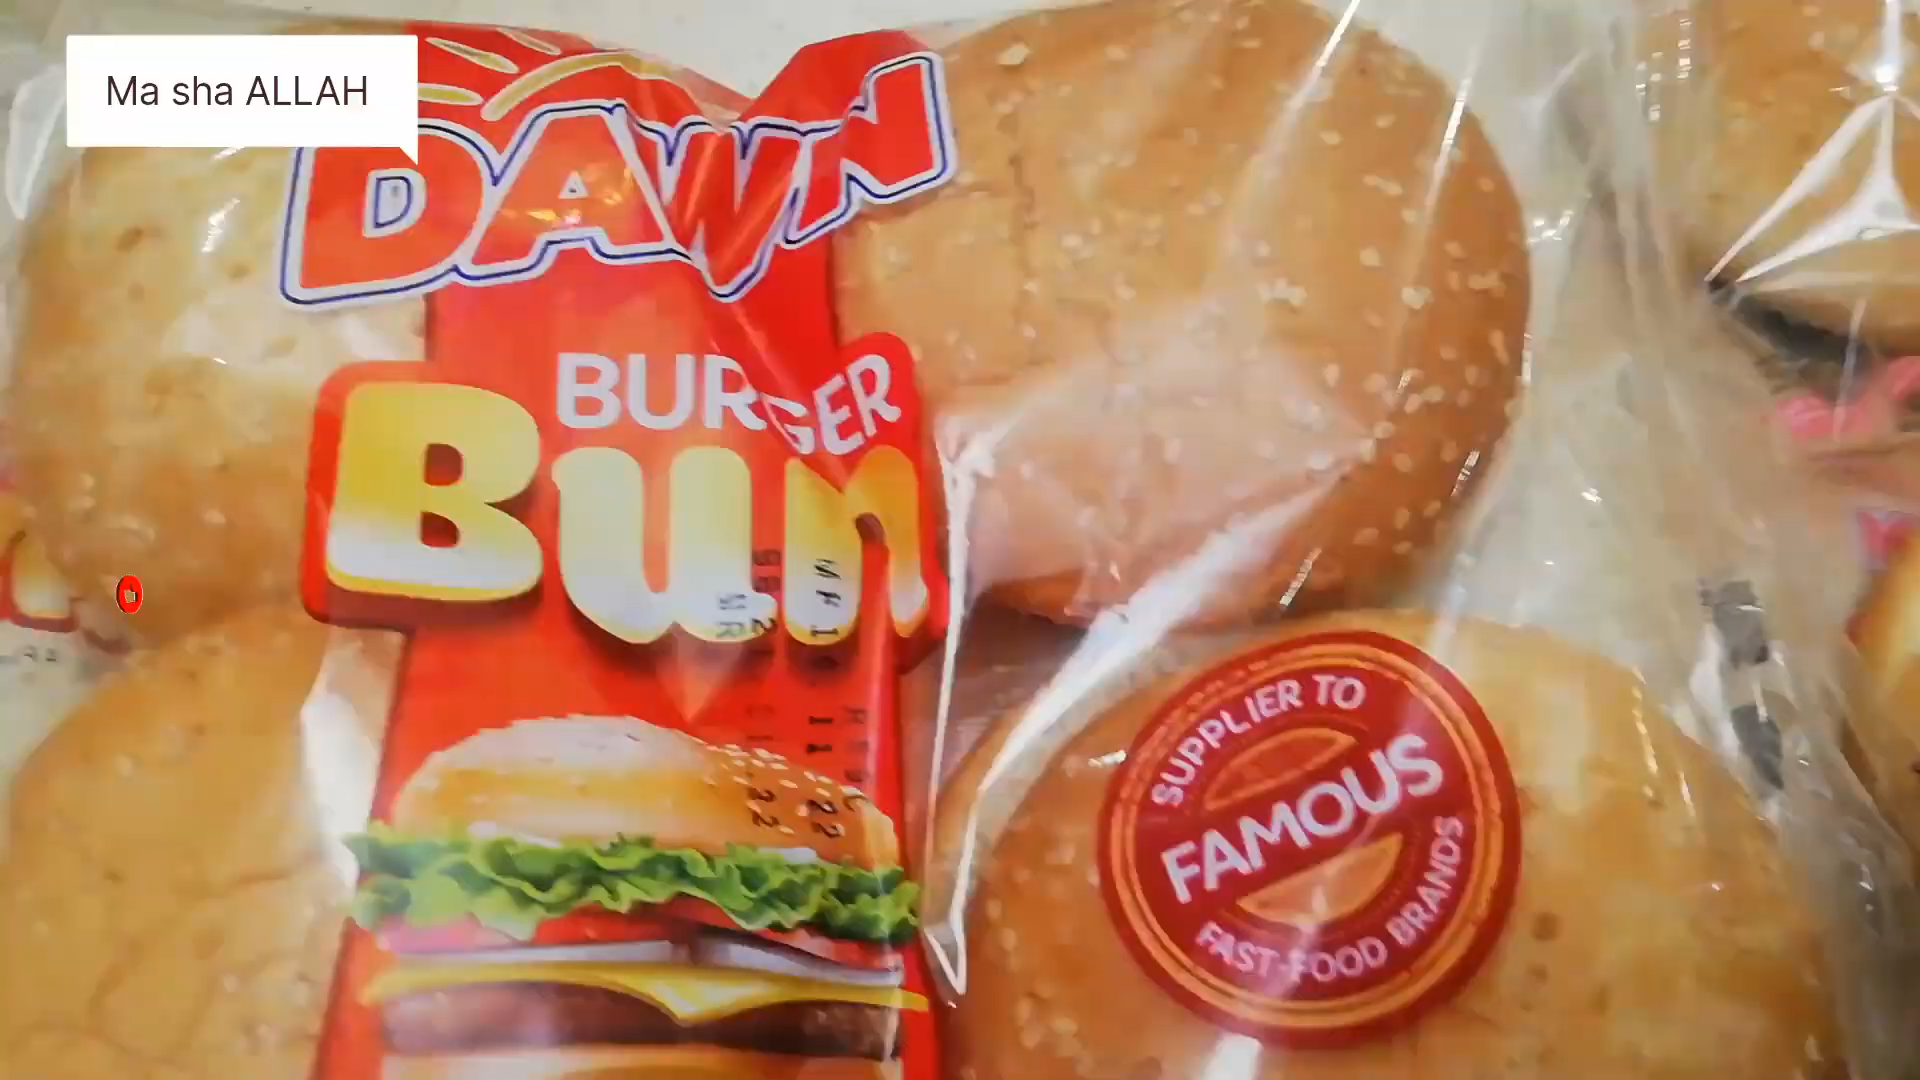 Ma sha ALLAH
DAWN
BURGER
Bun
SUPPLIER TO
FAMOUS
FAST-FOOD BRANDS